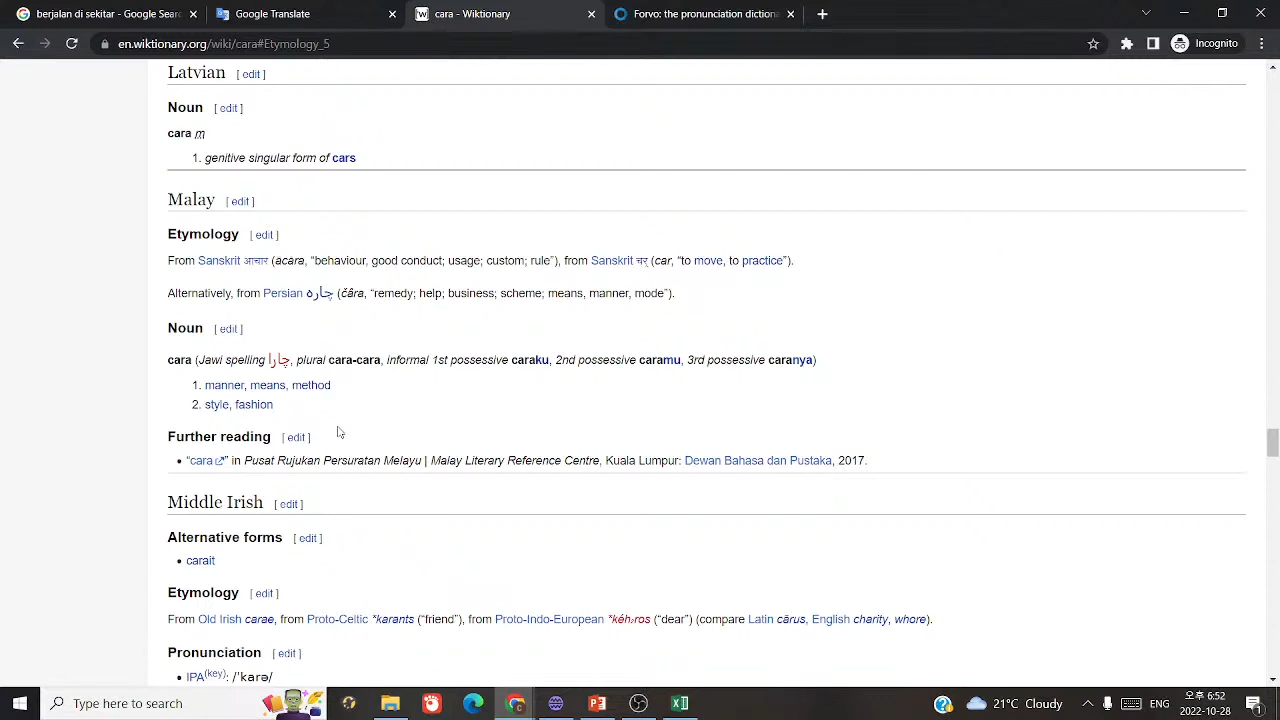 berjalan di sekitar - Google Searc
Google Translate
cara - Wiktionary
Forvo: the pronunciation dictiona
en.wiktionary.org/wiki/cara#Etymology_5
Incognito
Latvian [ edit ]
Noun [ edit ]
cara m
1. genitive singular form of cars
Malay [ edit ]
Etymology [ edit ]
From Sanskrit आचार (ācāra, “behaviour, good conduct; usage; custom; rule”), from Sanskrit चर् (car, “to move, to practice”).
Alternatively, from Persian چاره (čâra, “remedy; help; business; scheme; means, manner, mode”).
Noun [ edit ]
cara (Jawi spelling چارا, plural cara-cara, informal 1st possessive caraku, 2nd possessive caramu, 3rd possessive caranya)
1. manner, means, method
2. style, fashion
Further reading [ edit ]
• “cara” in Pusat Rujukan Persuratan Melayu | Malay Literary Reference Centre, Kuala Lumpur: Dewan Bahasa dan Pustaka, 2017.
Middle Irish [ edit ]
Alternative forms [ edit ]
• carait
Etymology [ edit ]
From Old Irish carae, from Proto-Celtic *karants (“friend”), from Proto-Indo-European *kéh₂ros (“dear”) (compare Latin cārus, English charity, whore).
Pronunciation [ edit ]
• IPA(key): /ˈkarə/
Type here to search
21°C Cloudy
ENG
오후 6:52
2022-10-28